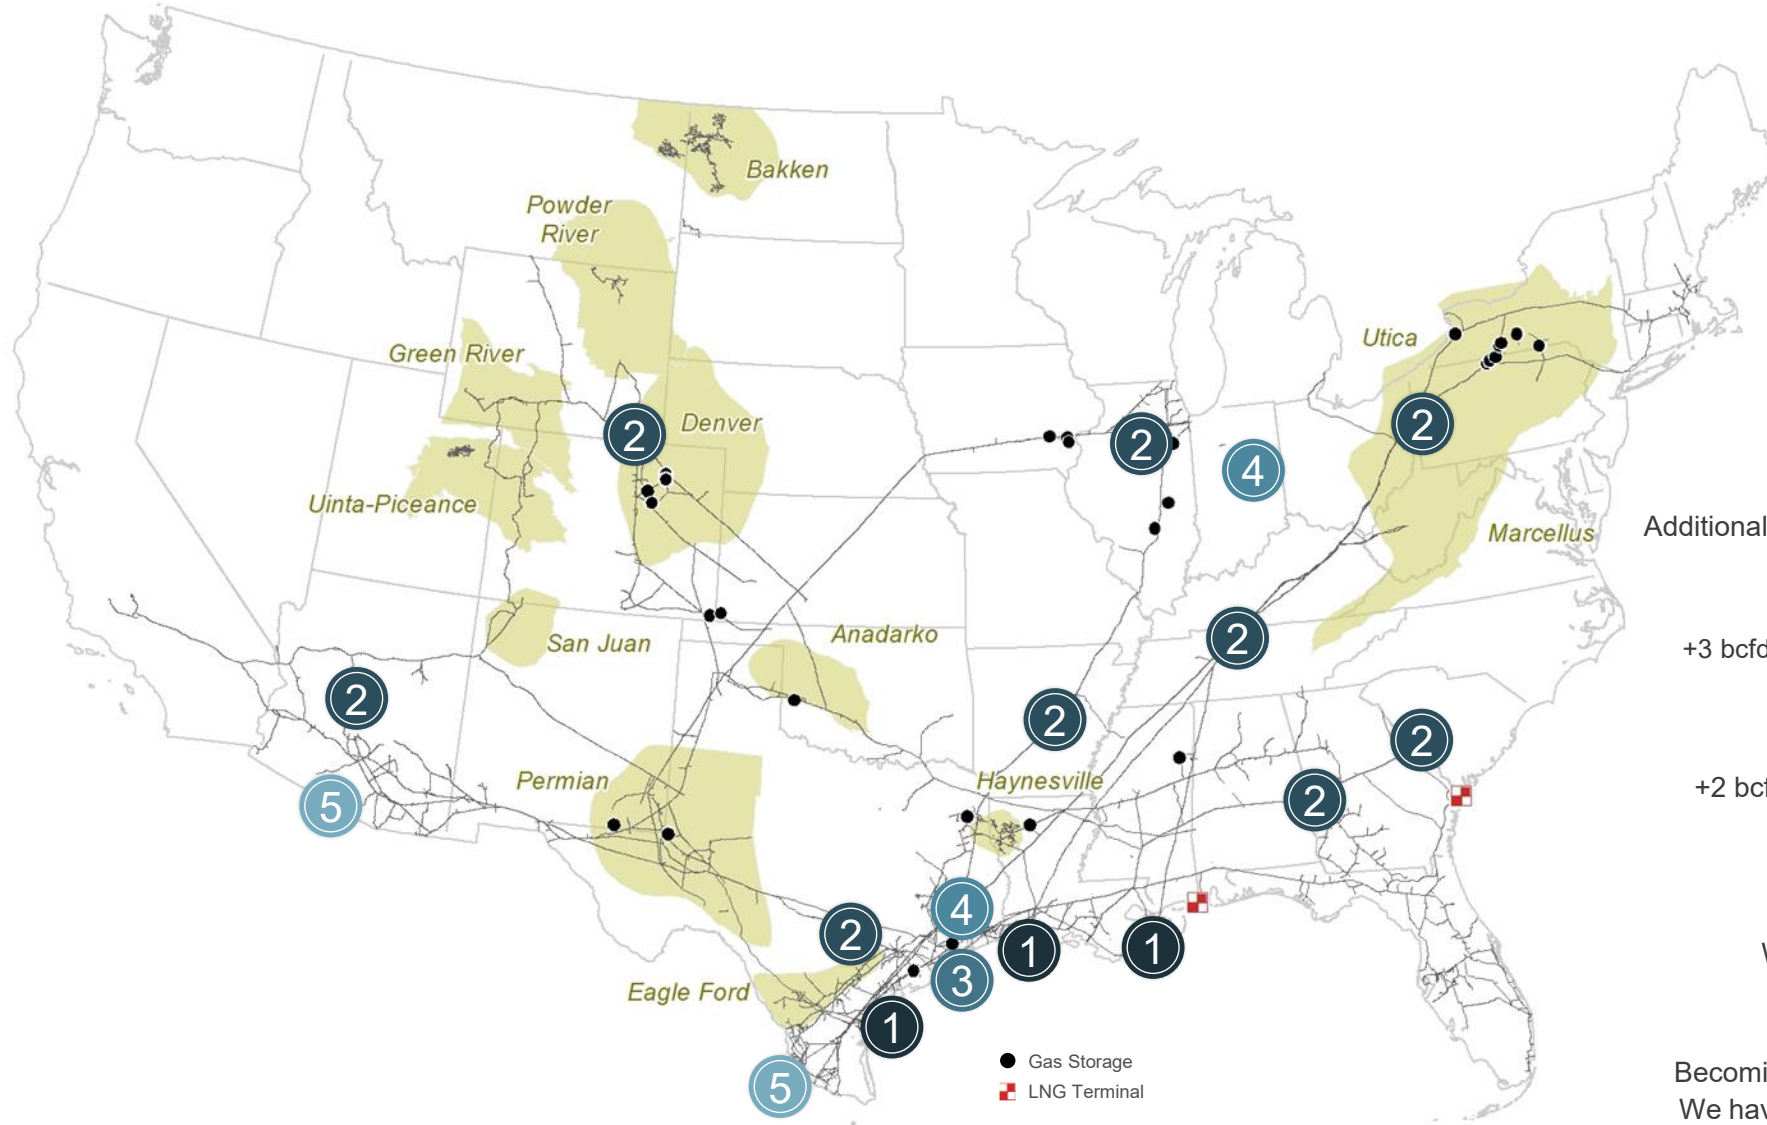 Bakken
Powder
River
Utica
Green River
Denver
2
2
2
4
Uinta-Piceance
Marcellus
Additional
Anadarko
2
San Juan
+3 bcfd
2
2
2
Permian
Haynesville
+2 bcf
5
2
4
2
1
1
3
Eagle Ford
1
Gas Storage
5
LNG Terminal
Becomi
We hav